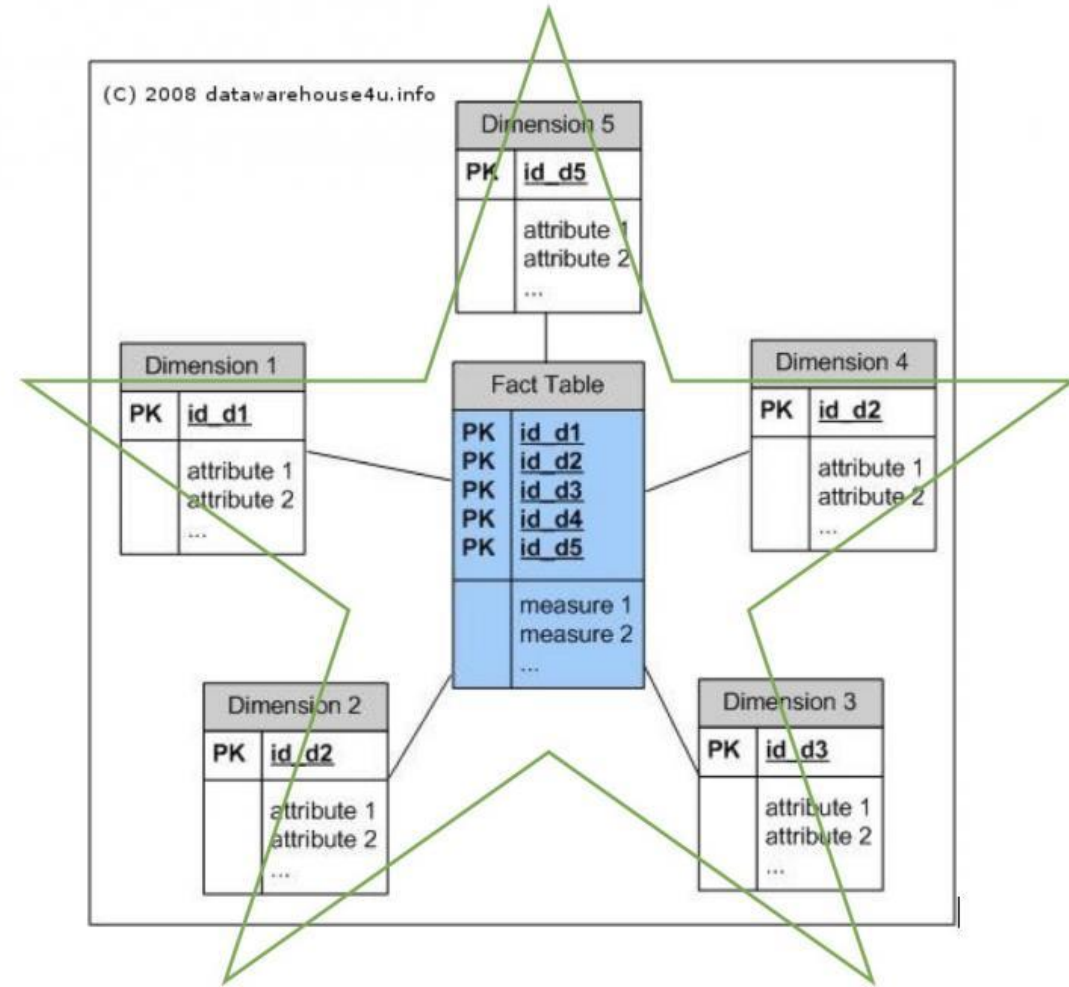 (C) 2008 datawarehouse4u.info
Dimension 5
PK id_d5
attribute 1
attribute 2
...
Dimension 1
PK id_d1
attribute 1
attribute 2
...
Fact Table
PK id_d1
PK id_d2
PK id_d3
PK id_d4
PK id_d5
measure 1
measure 2
...
Dimension 4
PK id_d2
attribute 1
attribute 2
...
Dimension 2
PK id_d2
attribute 1
attribute 2
...
Dimension 3
PK id_d3
attribute 1
attribute 2
...